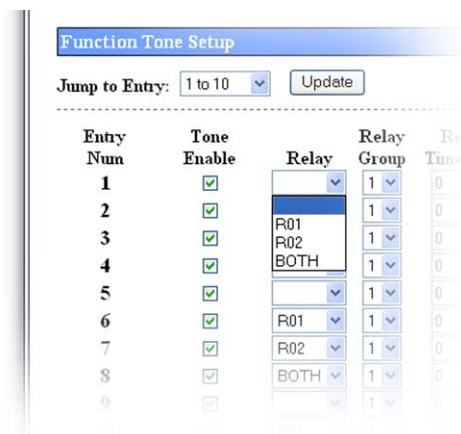 Function Tone Setup
Jump to Entry: 1 to 10 Update
Entry Tone Relay
Num Enable Relay Group
1 1 0
2 1 0
R01
3 1 0
R02
4 BOTH 1 0
5 1 0
6 R01 1 0
7 R02 1 0
8 BOTH 1 0
9 1